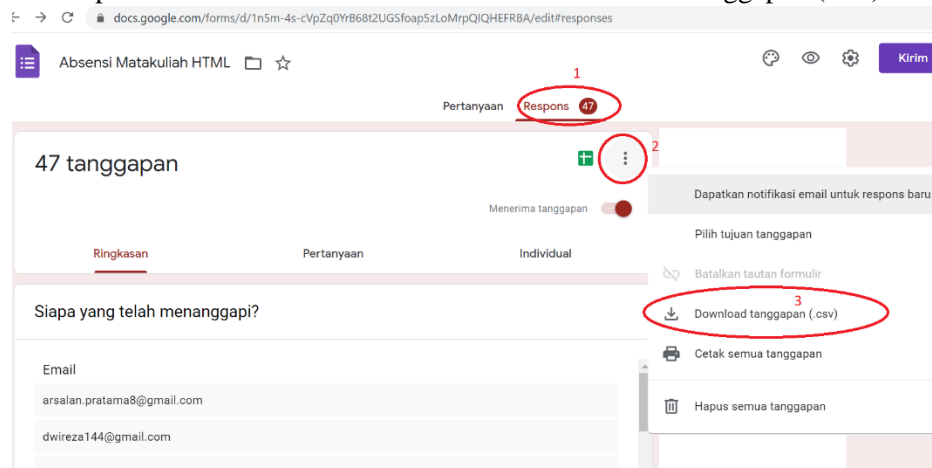 docs.google.com/forms/d/1n5m-4s-cVpZq0YrB68t2UGSfoap5zLoMrpQIQHEFRBA/edit#responses
Absensi Matakuliah HTML
Kirim
1
Pertanyaan Respons 47
47 tanggapan
2
Menerima tanggapan
Ringkasan Pertanyaan Individual
Siapa yang telah menanggapi?
Email
arsalan.pratama8@gmail.com
dwireza144@gmail.com
Dapatkan notifikasi email untuk respons baru
Pilih tujuan tanggapan
Batalkan tautan formulir
3
Download tanggapan (.csv)
Cetak semua tanggapan
Hapus semua tanggapan